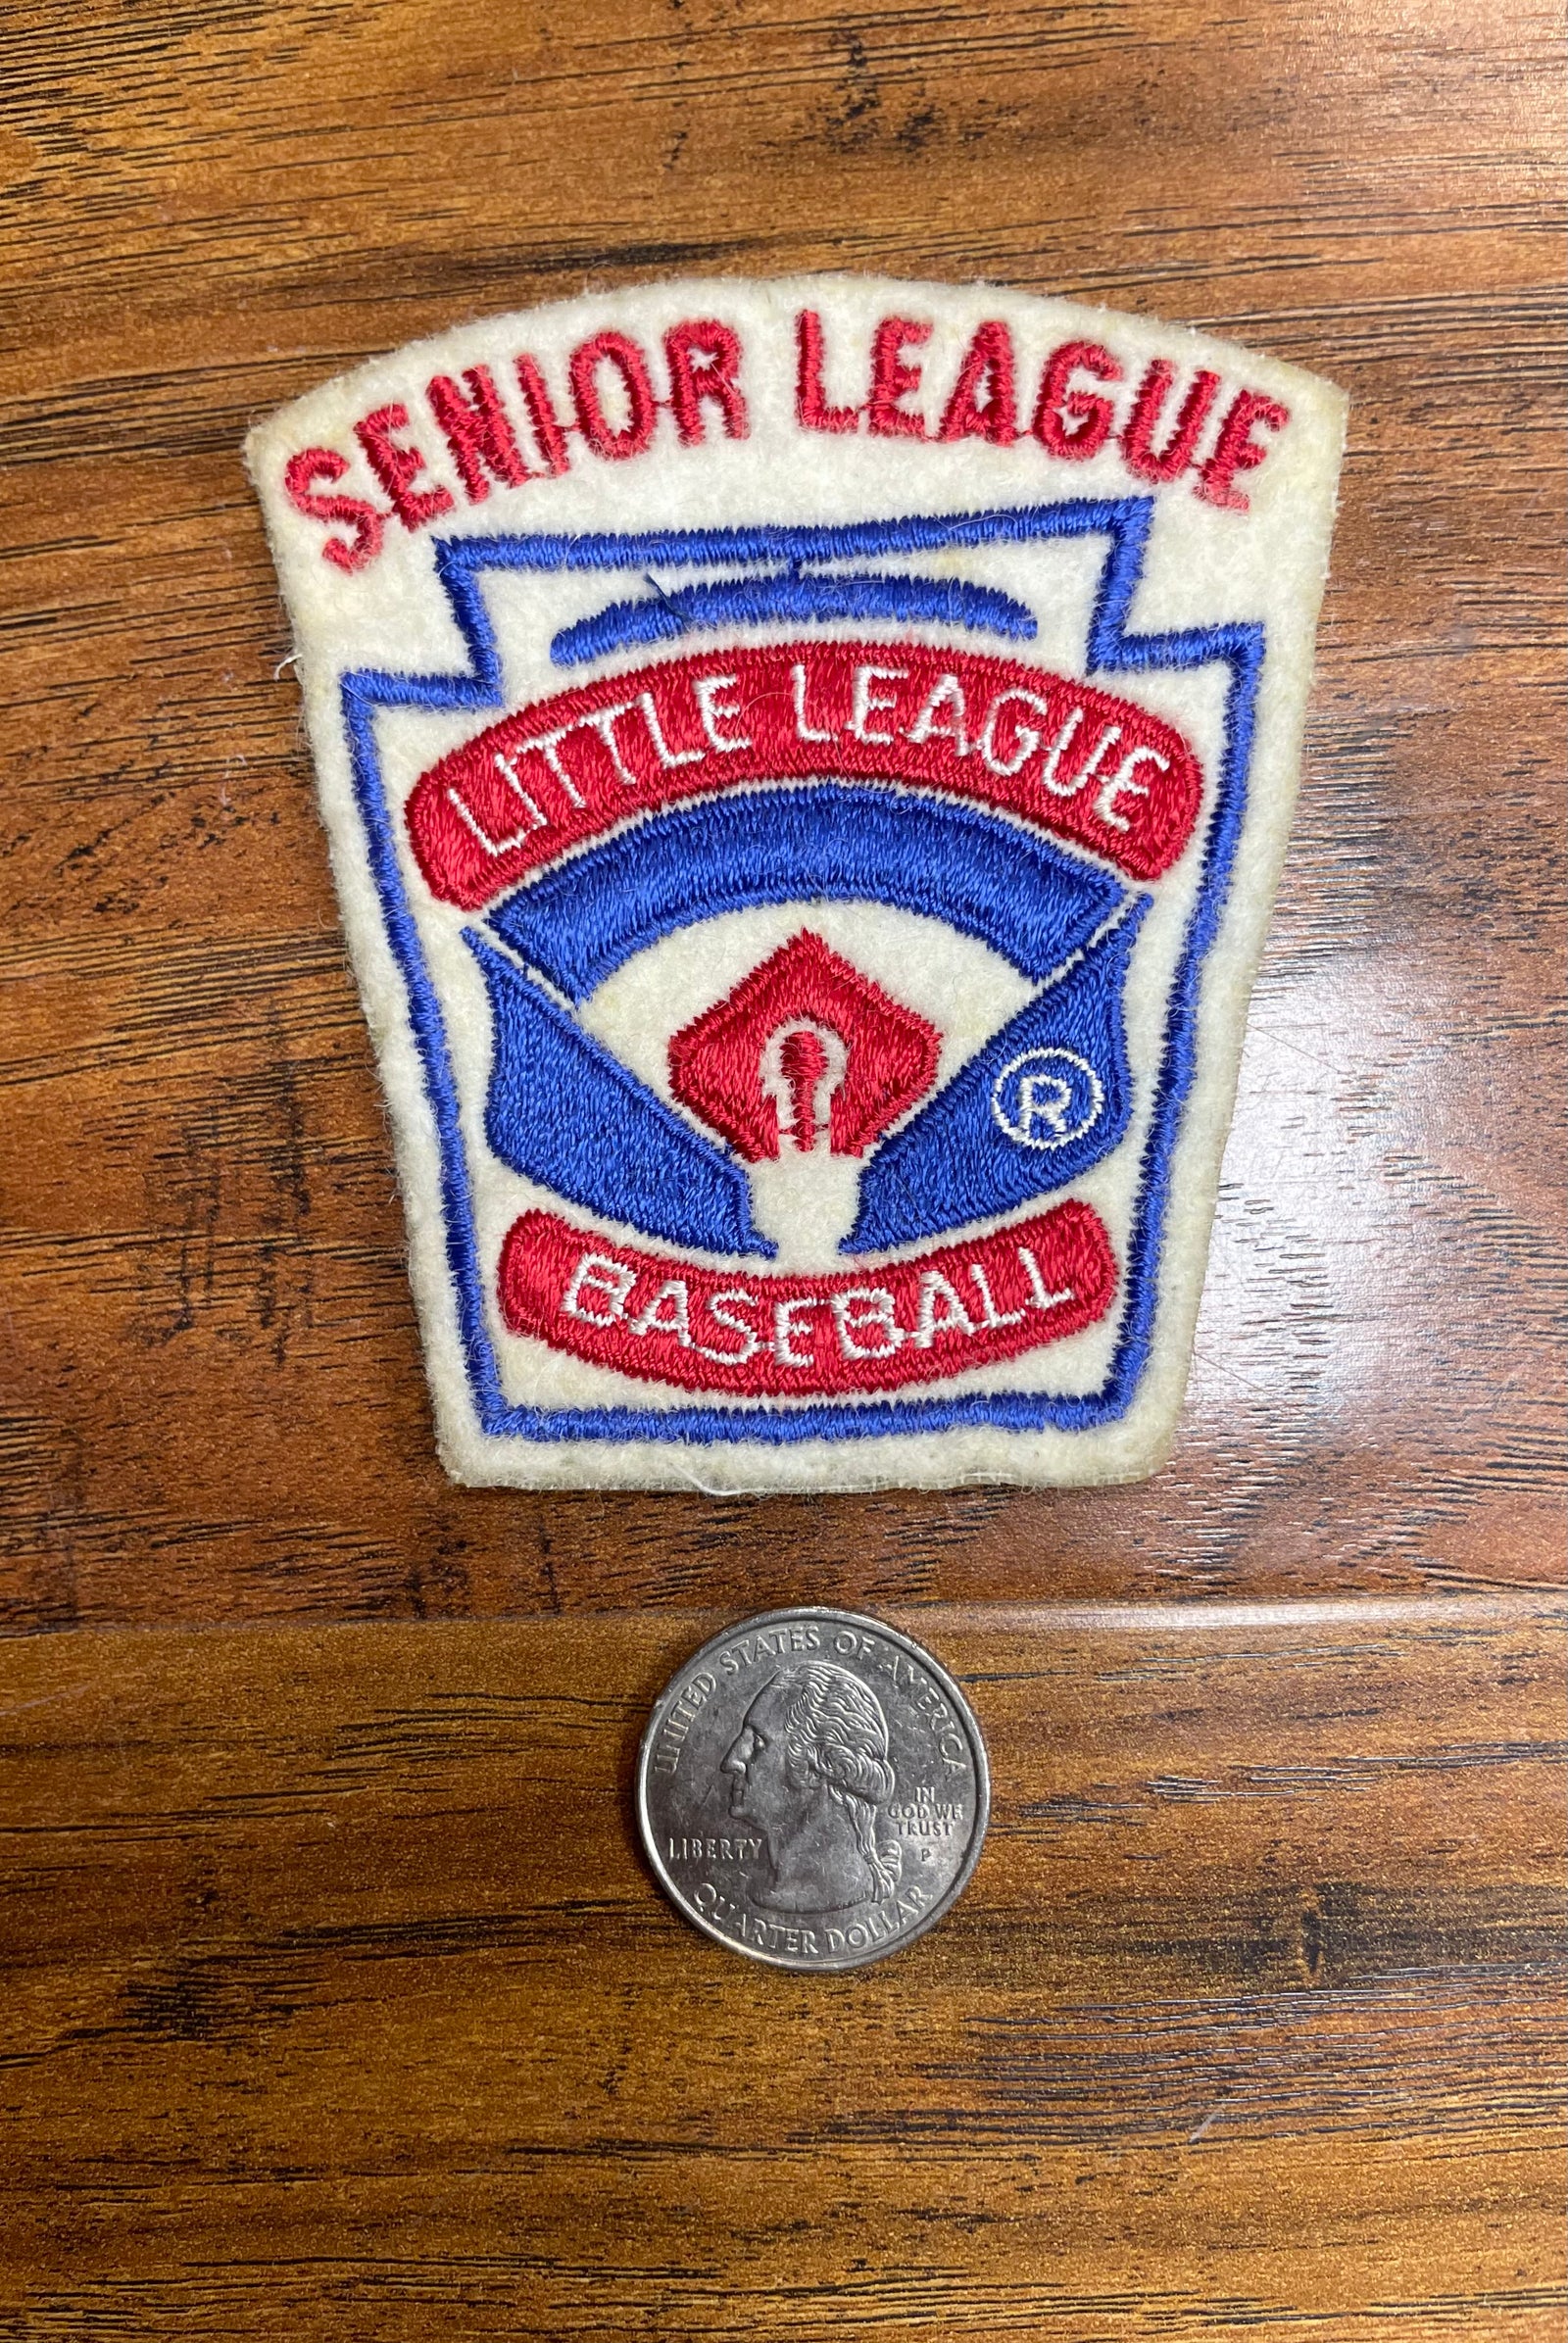 SENIOR LEAGUE
LITTLE LEAGUE
®
BASEBALL
UNITED STATES OF AMERICA
IN
GOD WE
TRUST
LIBERTY
P
QUARTER DOLLAR